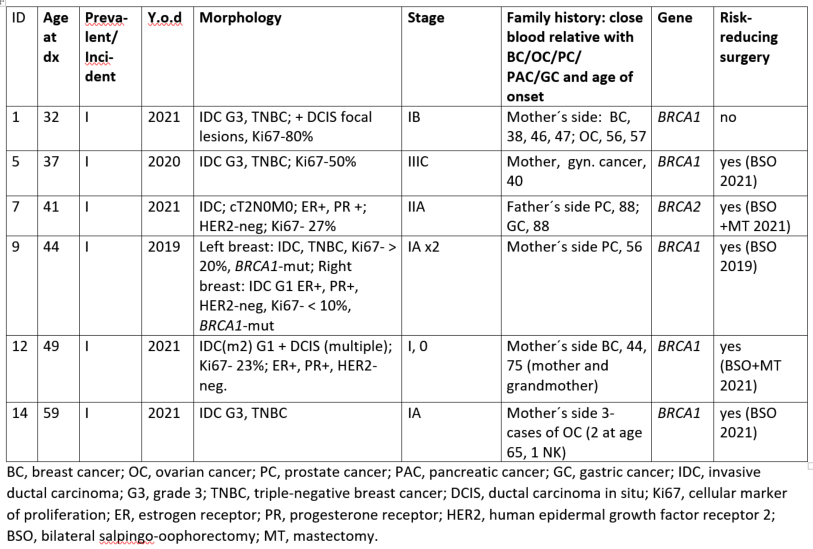 ID Age at dx Preva-lent/Inci-dent Y.o.d Morphology Stage Family history: close blood relative with BC/OC/PC/PAC/GC and age of onset Gene Risk-reducing surgery
1 32 I 2021 IDC G3, TNBC; + DCIS focal lesions, Ki67-80% IB Mother´s side: BC, 38, 46, 47; OC, 56, 57 BRCA1 no
5 37 I 2020 IDC G3, TNBC; Ki67-50% IIIC Mother, gyn. cancer, 40 BRCA1 yes (BSO 2021)
7 41 I 2021 IDC; cT2N0M0; ER+, PR +; HER2-neg; Ki67- 27% IIA Father´s side PC, 88; GC, 88 BRCA2 yes (BSO +MT 2021)
9 44 I 2019 Left breast: IDC, TNBC, Ki67- > 20%, BRCA1-mut; Right breast: IDC G1 ER+, PR+, HER2-neg, Ki67- < 10%, BRCA1-mut IA x2 Mother´s side PC, 56 BRCA1 yes (BSO 2019)
12 49 I 2021 IDC(m2) G1 + DCIS (multiple); Ki67- 23%; ER+, PR+, HER2-neg. I, 0 Mother´s side BC, 44, 75 (mother and grandmother) BRCA1 yes (BSO+MT 2021)
14 59 I 2021 IDC G3, TNBC IA Mother´s side 3-cases of OC (2 at age 65, 1 NK) BRCA1 yes (BSO 2021)
BC, breast cancer; OC, ovarian cancer; PC, prostate cancer; PAC, pancreatic cancer; GC, gastric cancer; IDC, invasive
ductal carcinoma; G3, grade 3; TNBC, triple-negative breast cancer; DCIS, ductal carcinoma in situ; Ki67, cellular marker
of proliferation; ER, estrogen receptor; PR, progesterone receptor; HER2, human epidermal growth factor receptor 2;
BSO, bilateral salpingo-oophorectomy; MT, mastectomy.